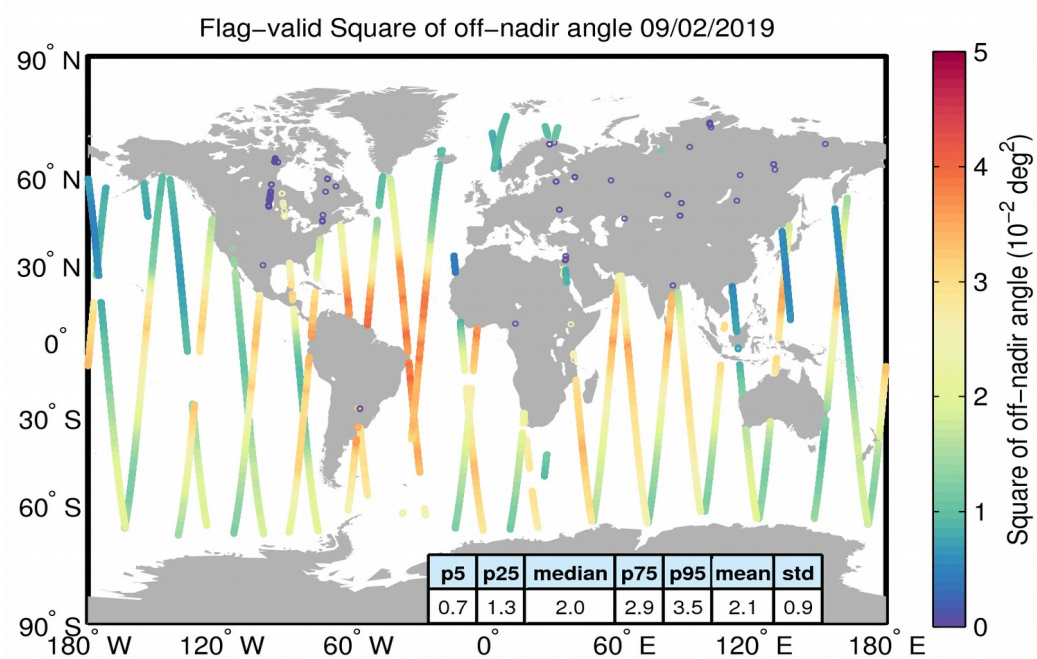 Flag−valid Square of off−nadir angle 09/02/2019
90° N
60° N
30° N
0°
30° S
60° S
90° S
180° W
120° W
60° W
0°
60° E
120° E
180° E
p5 p25 median p75 p95 mean std
0.7 1.3 2.0 2.9 3.5 2.1 0.9
5
4
3
2
1
0
Square of off−nadir angle (10⁻² deg²)